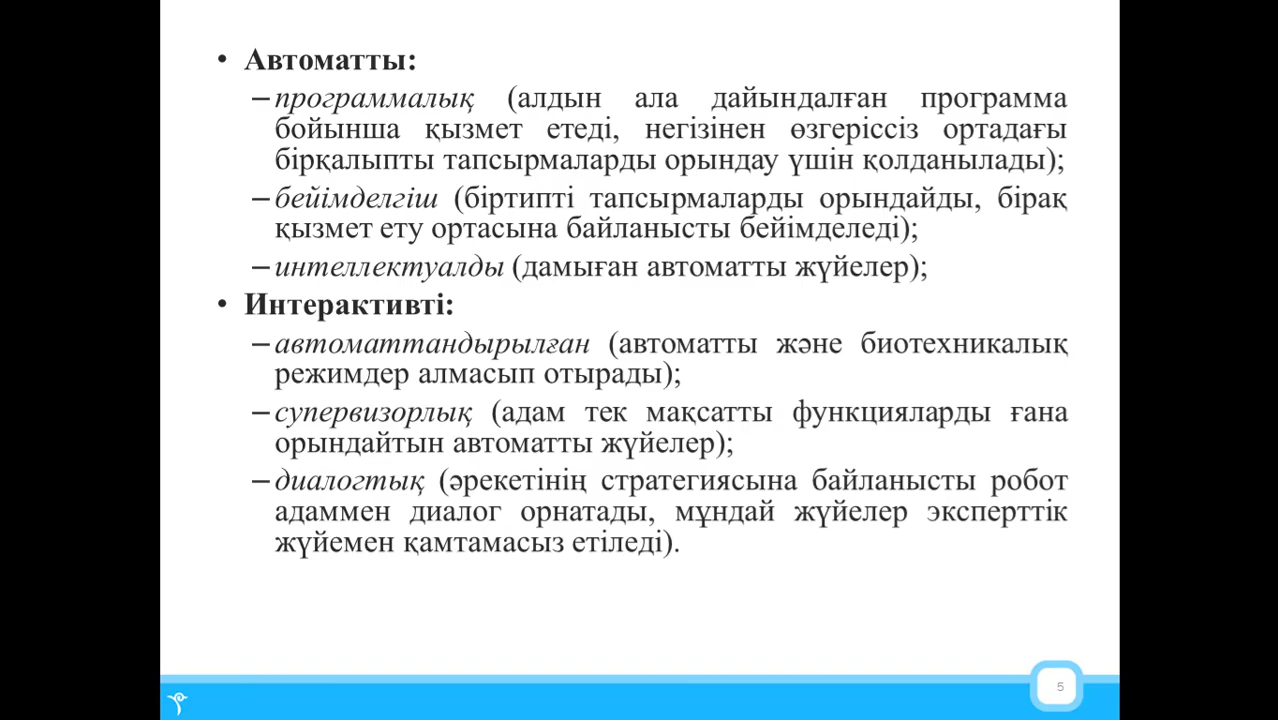 • Автоматты:
– программалық (алдын ала дайындалған программа
бойынша қызмет етеді, негізінен өзгеріссіз ортадағы
бірқалыпты тапсырмаларды орындау үшін қолданылады);
– бейімделгіш (біртипті тапсырмаларды орындайды, бірақ
қызмет ету ортасына байланысты бейімделеді);
– интеллектуалды (дамыған автоматты жүйелер);
• Интерактивті:
– автоматтандырылған (автоматты және биотехникалық
режимдер алмасып отырады);
– супервизорлық (адам тек мақсатты функцияларды ғана
орындайтын автоматты жүйелер);
– диалогтық (әрекетінің стратегиясына байланысты робот
адаммен диалог орнатады, мұндай жүйелер эксперттік
жүйемен қамтамасыз етіледі).
5